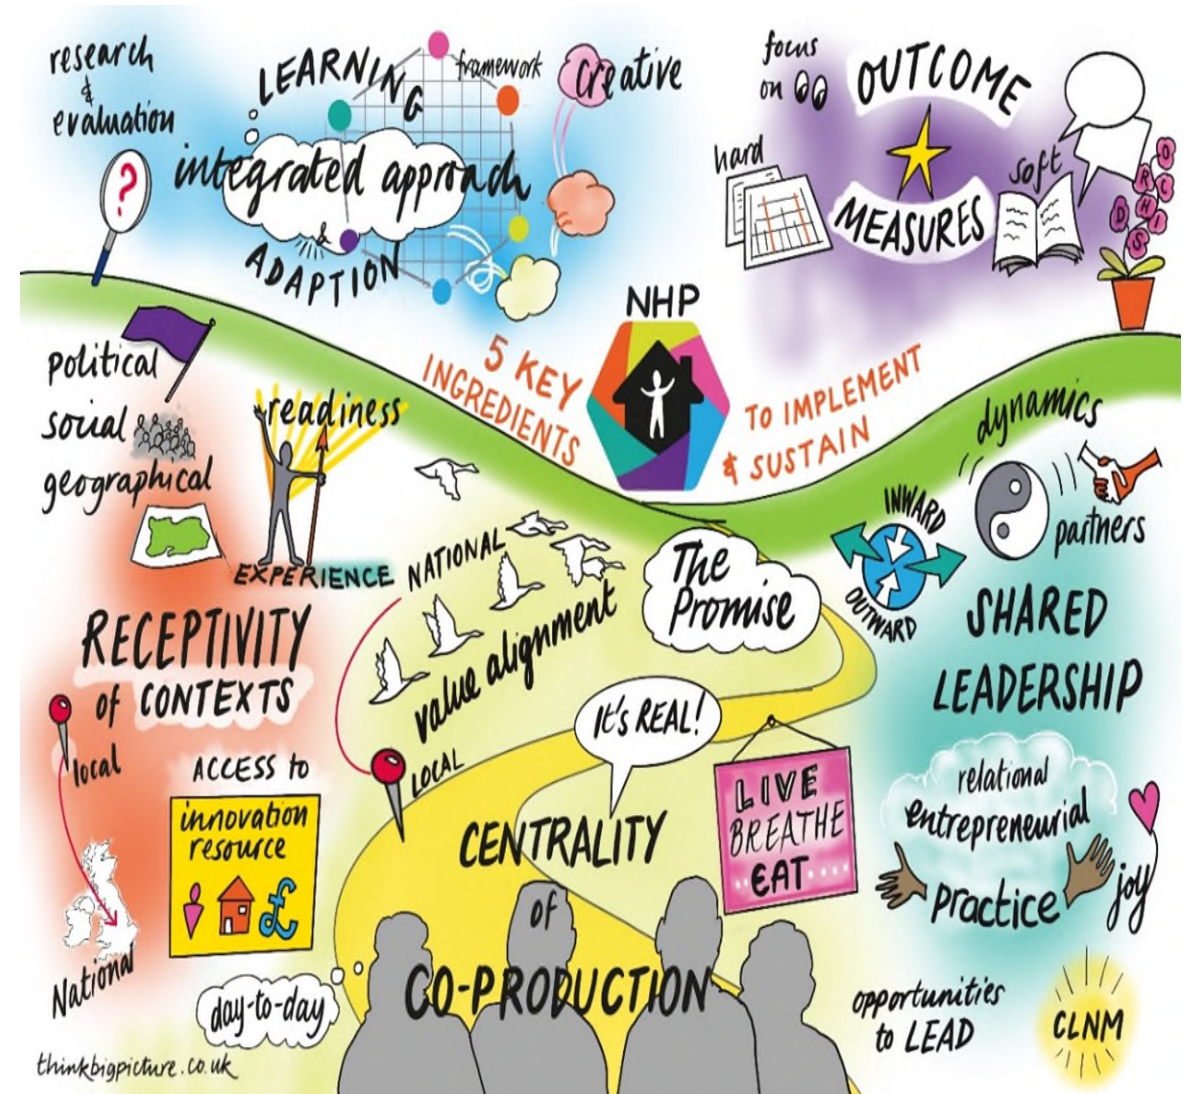 research
&
evaluation
?
LEARNING
framework
creative
integrated approach
&
ADAPTION
focus
on
OUTCOME
MEASURES
hard
soft
ORCHIDS
NHP
5 KEY
INGREDIENTS
TO IMPLEMENT
& SUSTAIN
political
social
geographical
readiness
EXPERIENCE
RECEPTIVITY
of CONTEXTS
local
National
ACCESS to
innovation
resource
£
day-to-day
NATIONAL
value alignment
LOCAL
The
Promise
It's REAL!
CENTRALITY
OF
CO-PRODUCTION
LIVE
BREATHE
EAT
dynamics
partners
INWARD
OUTWARD
SHARED
LEADERSHIP
relational
entrepreneurial
practice
joy
opportunities
to LEAD
CLNM
thinkbigpicture.co.uk